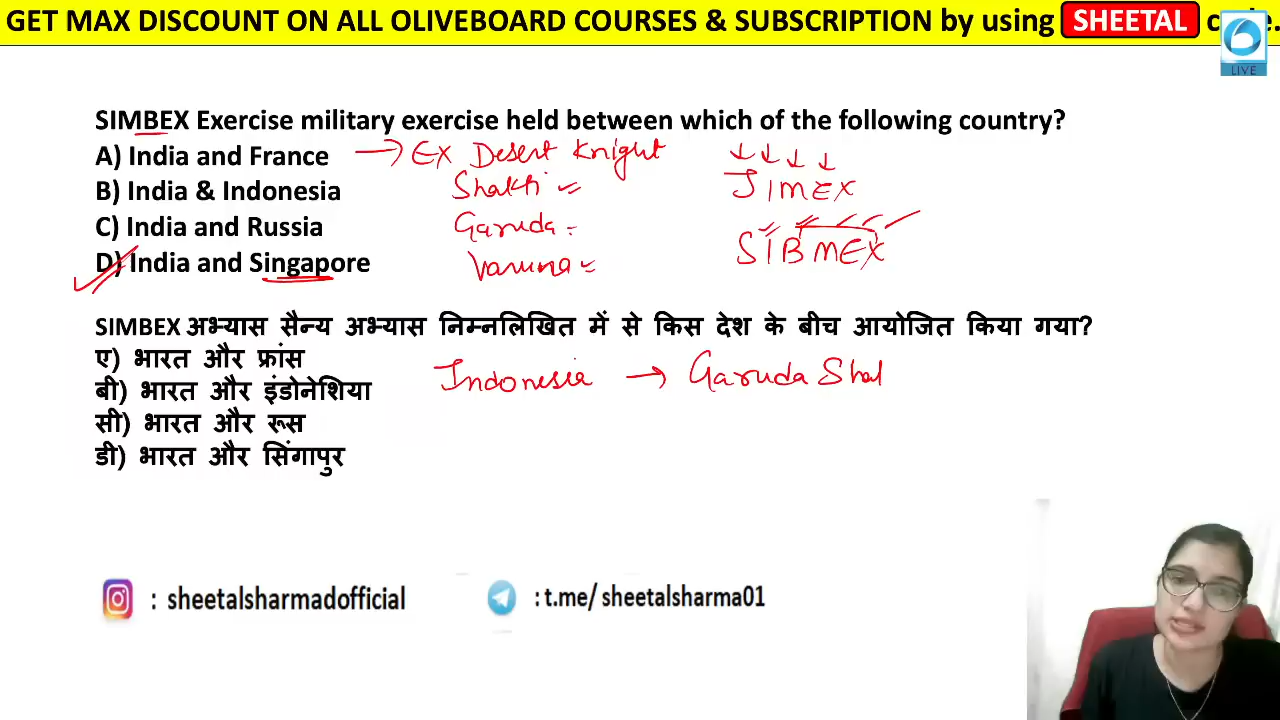 GET MAX DISCOUNT ON ALL OLIVEBOARD COURSES & SUBSCRIPTION by using SHEETAL
LIVE
SIMBEX Exercise military exercise held between which of the following country?
A) India and France → Ex Desert Knight
B) India & Indonesia Shakti JIMEX
C) India and Russia Garuda
D) India and Singapore Varuna SIBMEX
SIMBEX अभ्यास सैन्य अभ्यास निम्नलिखित में से किस देश के बीच आयोजित किया गया?
ए) भारत और फ्रांस
बी) भारत और इंडोनेशिया Indonesia → Garuda Shak
सी) भारत और रूस
डी) भारत और सिंगापुर
: sheetalsharmadofficial : t.me/ sheetalsharma01